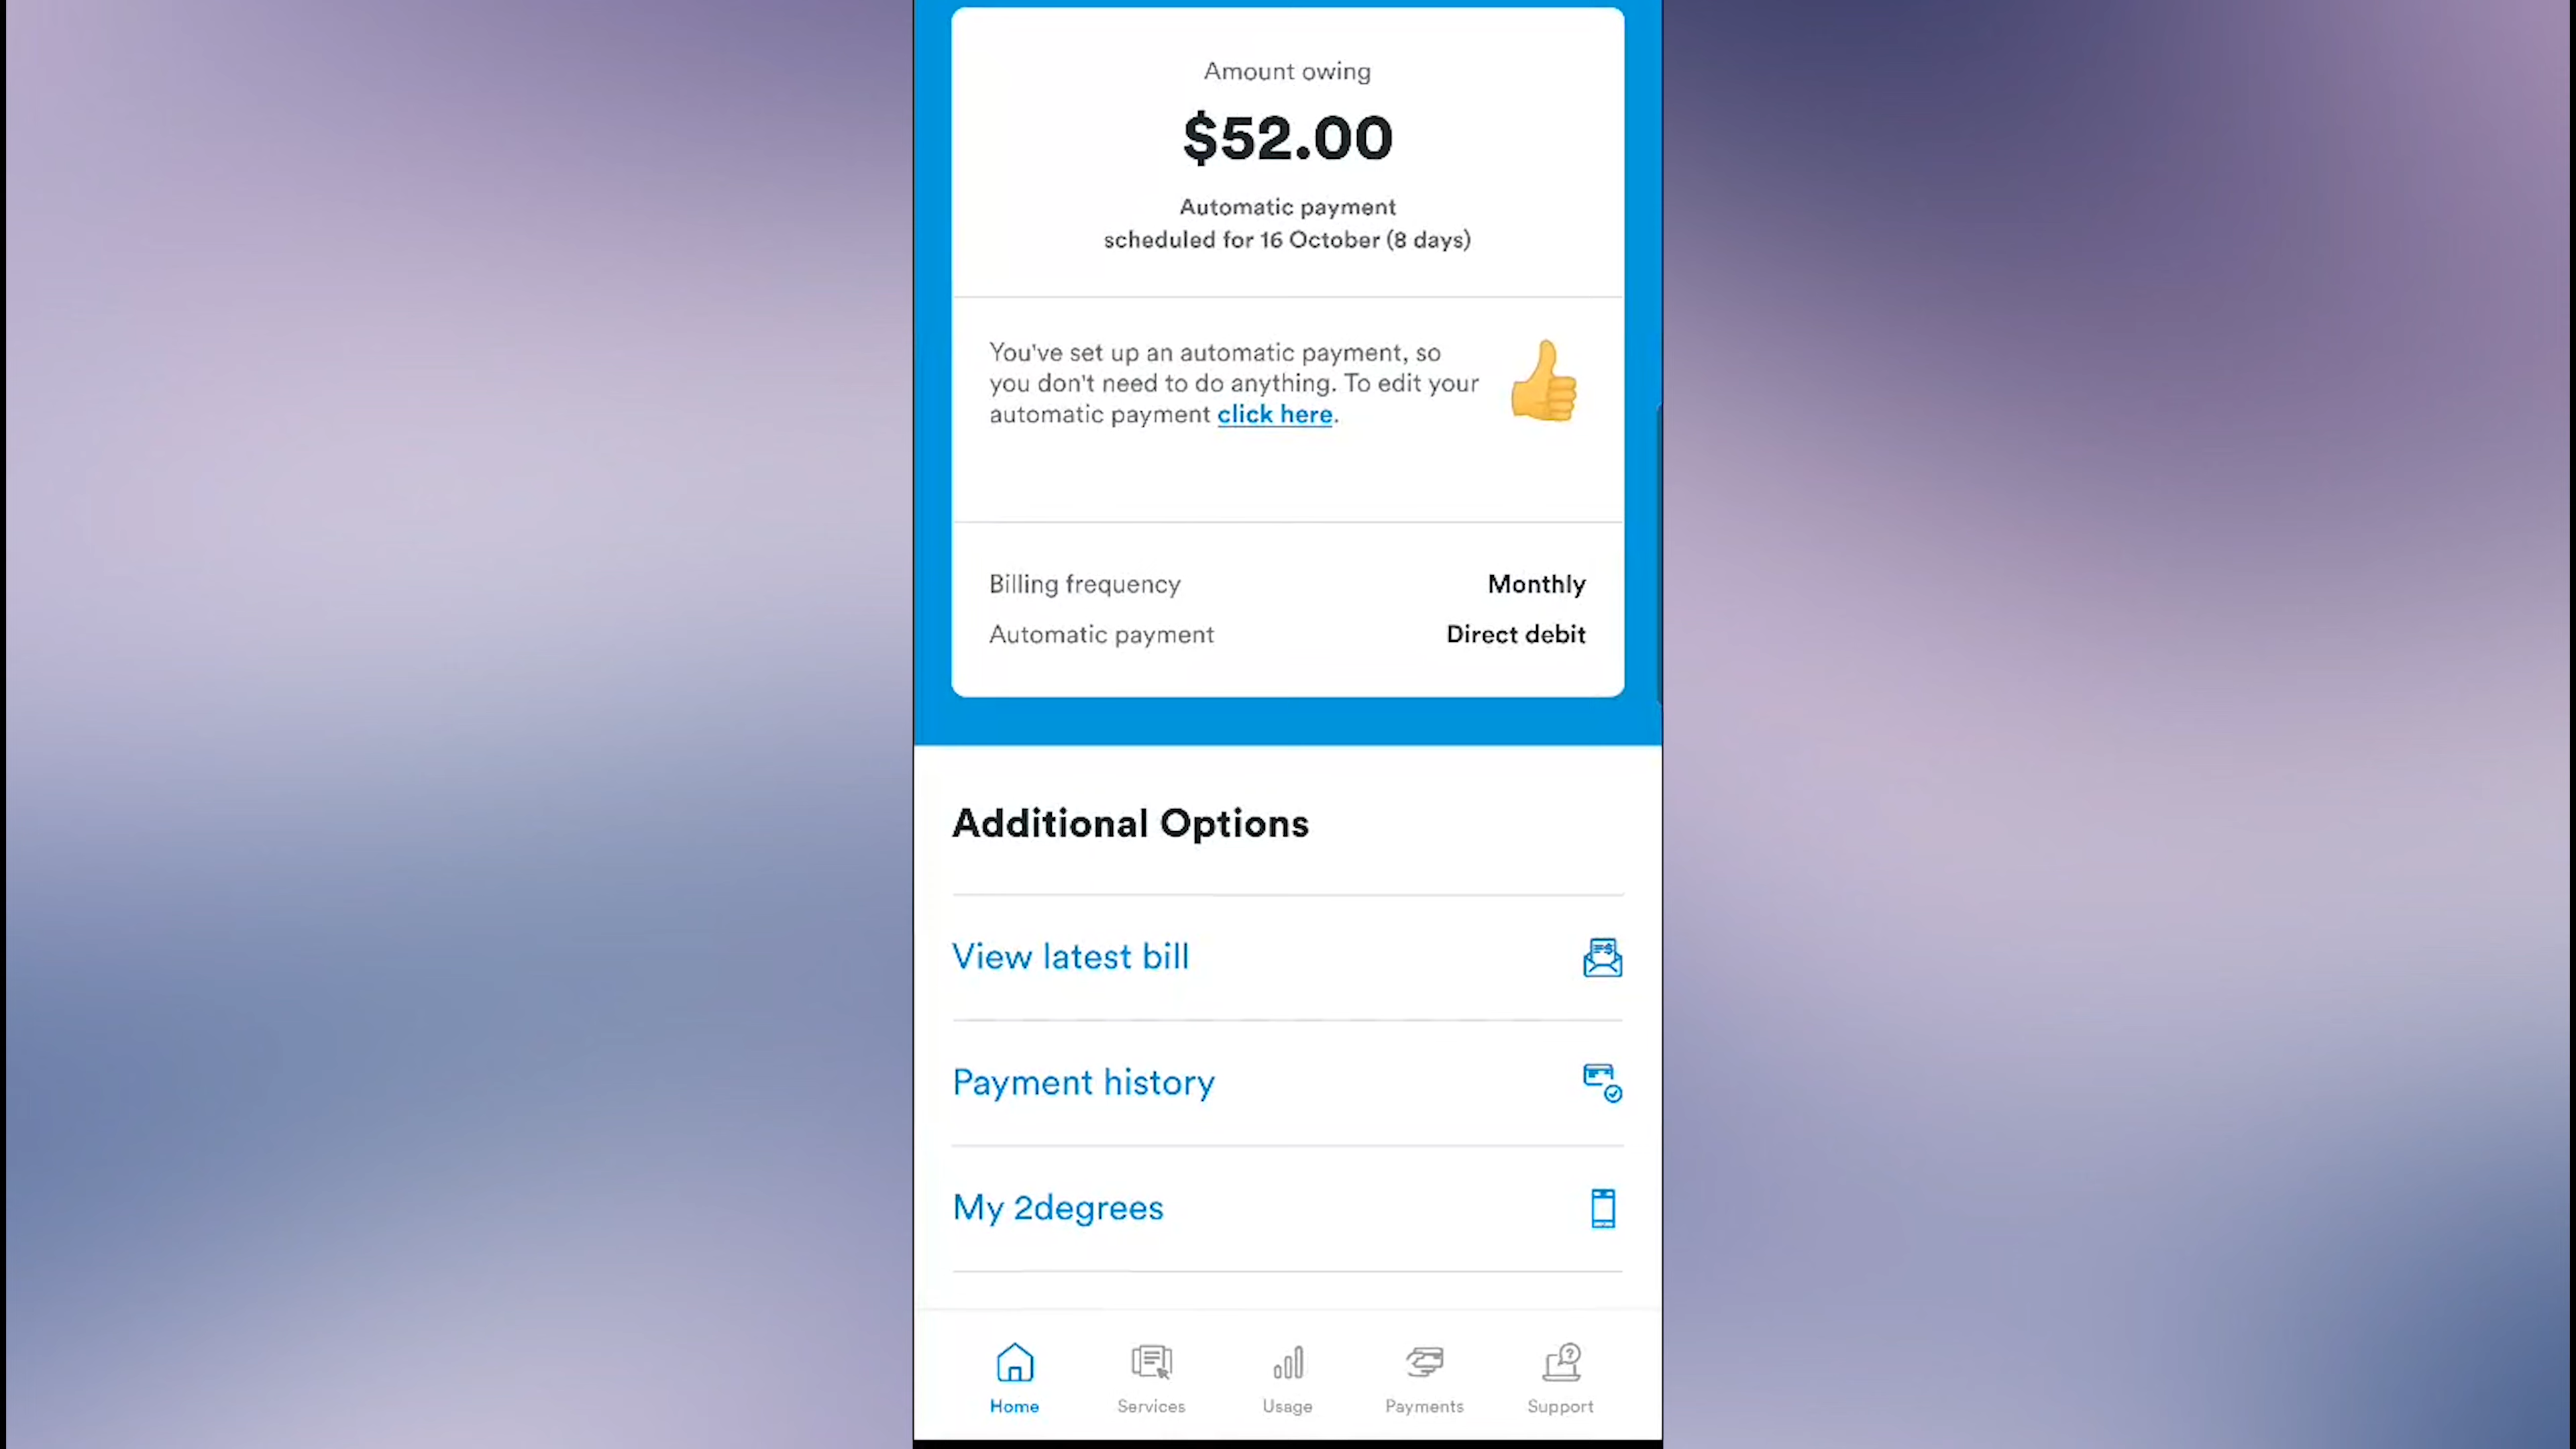 Amount owing
$52.00
Automatic payment
scheduled for 16 October (8 days)
You've set up an automatic payment, so
you don't need to do anything. To edit your
automatic payment click here.
Billing frequency Monthly
Automatic payment Direct debit
Additional Options
View latest bill
Payment history
My 2degrees
Home Services Usage Payments Support